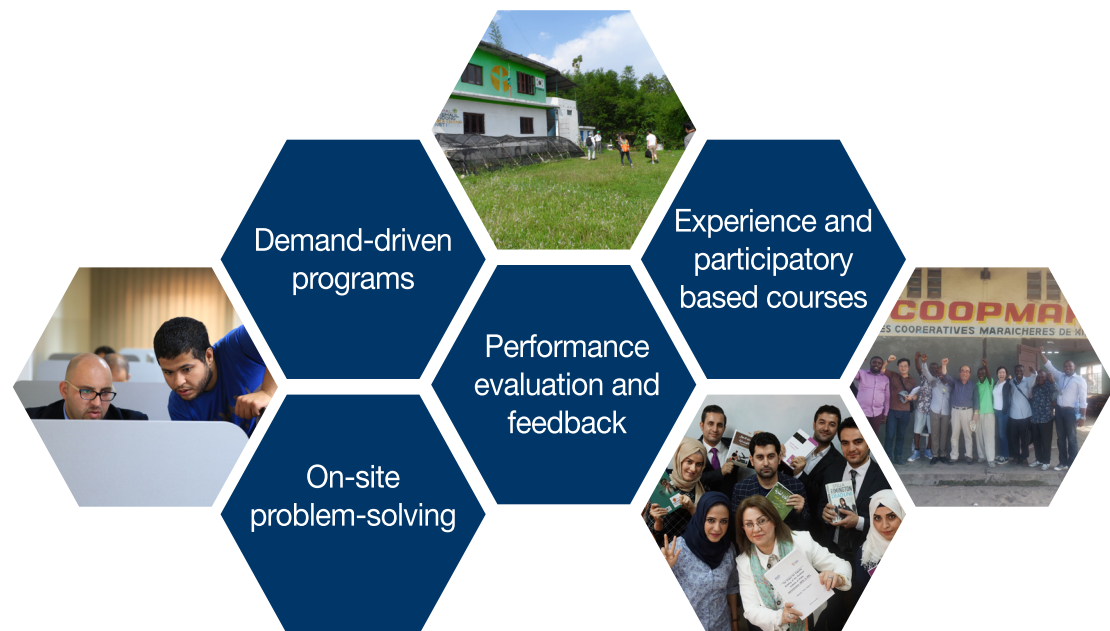 Demand-driven
programs
Experience and
participatory
based courses
Performance
evaluation and
feedback
On-site
problem-solving
COOPMA
ES COOPERATIVES MARAICHERES DE